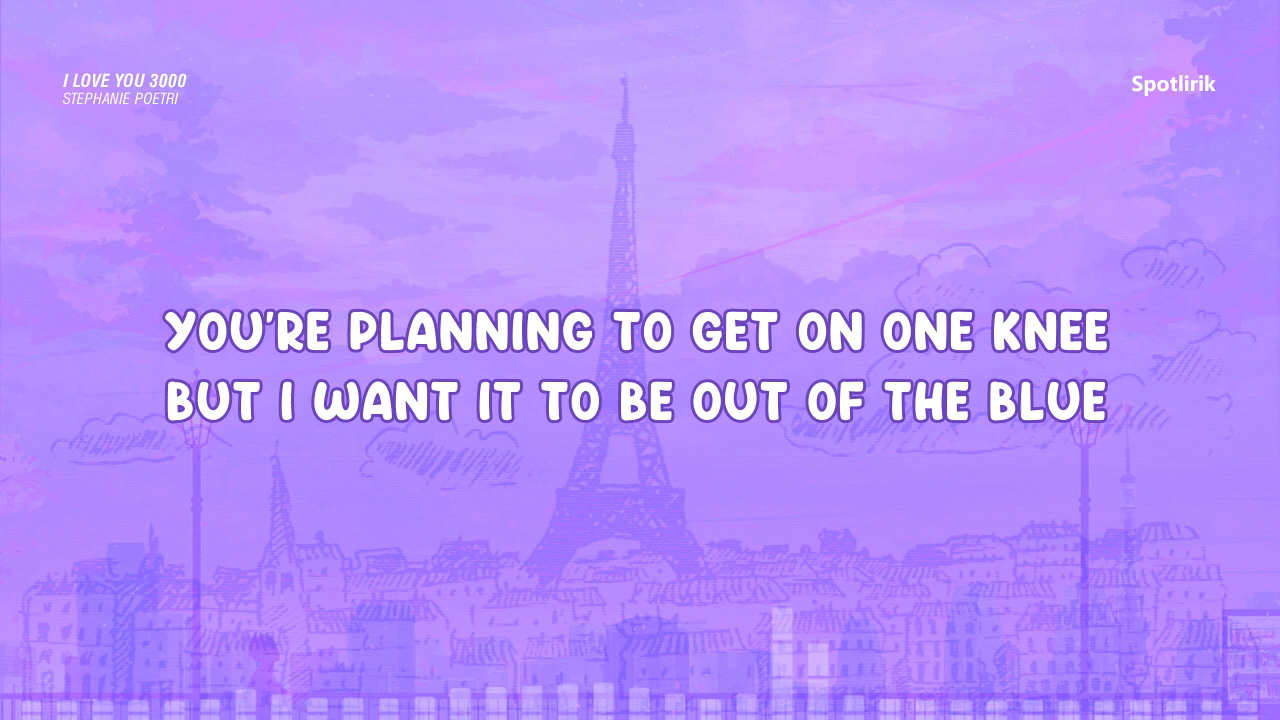 I LOVE YOU 3000
STEPHANIE POETRI
Spotlirik
YOU'RE PLANNING TO GET ON ONE KNEE
BUT I WANT IT TO BE OUT OF THE BLUE